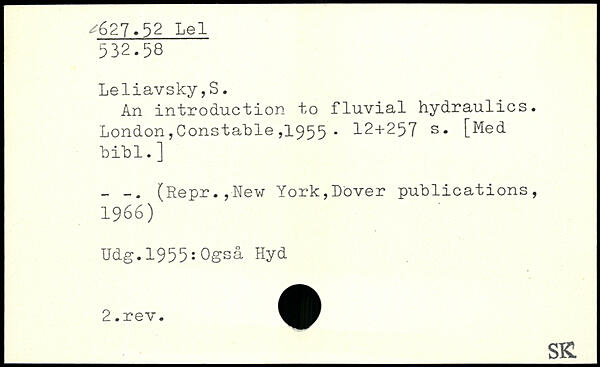 627.52 Lel
532.58
Leliavsky,S.
An introduction to fluvial hydraulics.
London,Constable,1955. 12+257 s. [Med
bibl.]
- -. (Repr.,New York,Dover publications,
1966)
Udg.1955:Også Hyd
2.rev.
SK